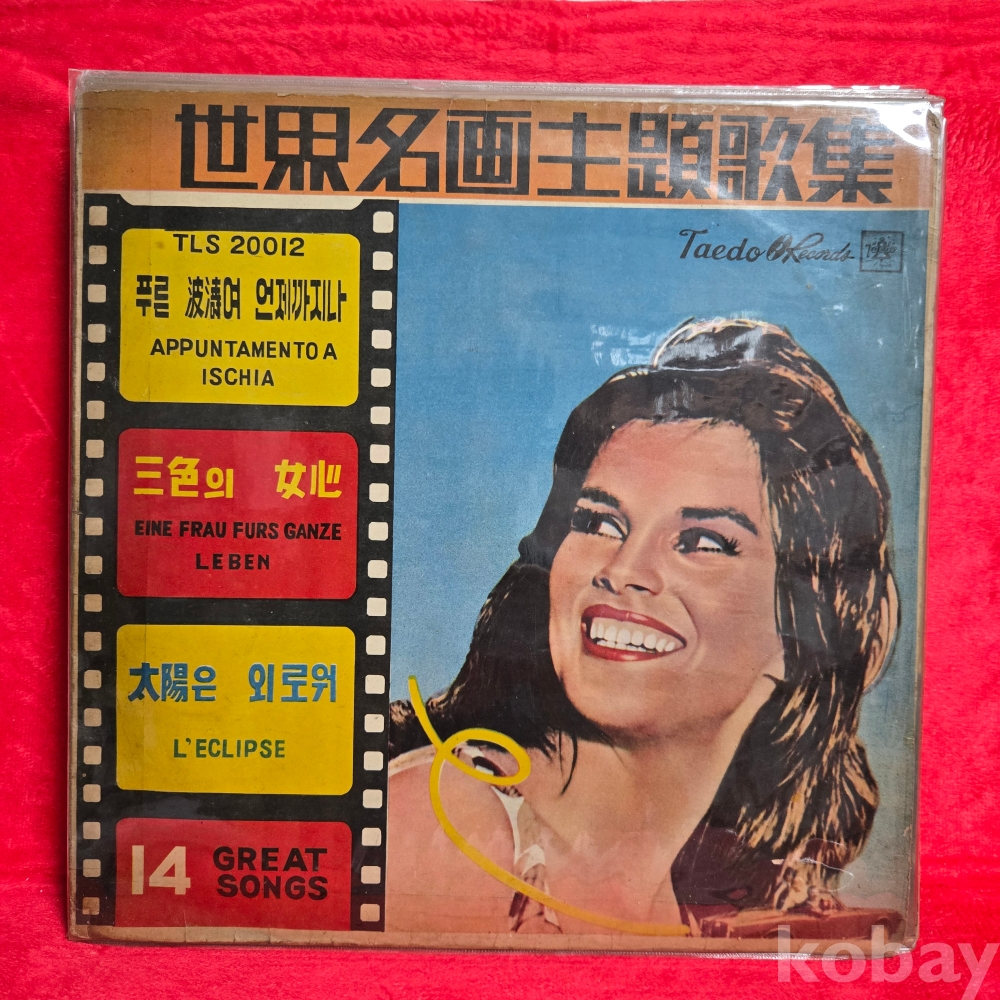 世界名画主題歌集
Taedo Records
TLS 20012
푸른 波濤여 언제까지나
APPUNTAMENTO A
ISCHIA
三色의 女心
EINE FRAU FURS GANZE
LEBEN
太陽은 외로워
L'ECLIPSE
14 GREAT
SONGS
kobay